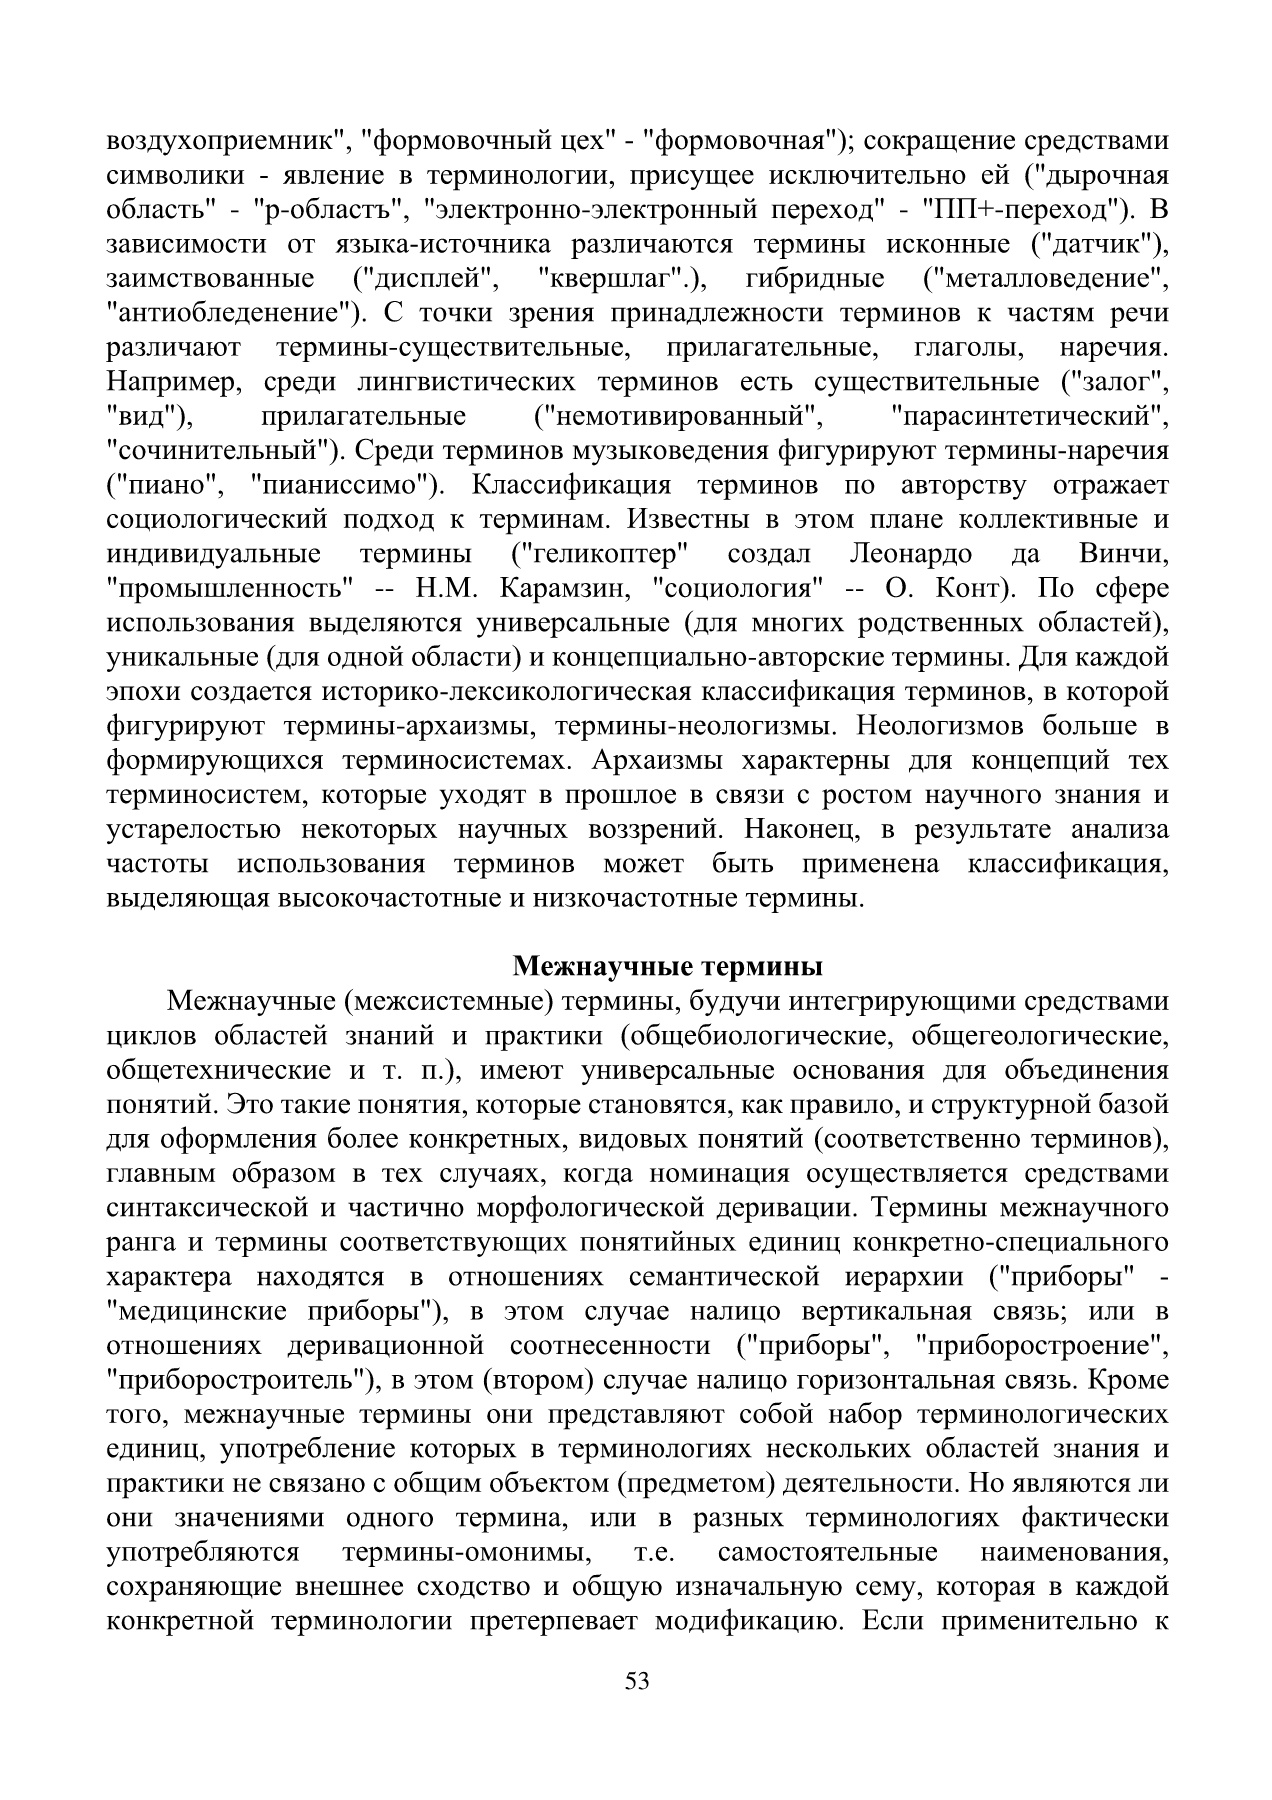 воздухоприемник", "формовочный цех" - "формовочная"); сокращение средствами
символики - явление в терминологии, присущее исключительно ей ("дырочная
область" - "р-областъ", "электронно-электронный переход" - "ПП+-переход"). В
зависимости от языка-источника различаются термины исконные ("датчик"),
заимствованные ("дисплей", "квершлаг".), гибридные ("металловедение",
"антиобледенение"). С точки зрения принадлежности терминов к частям речи
различают термины-существительные, прилагательные, глаголы, наречия.
Например, среди лингвистических терминов есть существительные ("залог",
"вид"), прилагательные ("немотивированный", "парасинтетический",
"сочинительный"). Среди терминов музыковедения фигурируют термины-наречия
("пиано", "пианиссимо"). Классификация терминов по авторству отражает
социологический подход к терминам. Известны в этом плане коллективные и
индивидуальные термины ("геликоптер" создал Леонардо да Винчи,
"промышленность" -- Н.М. Карамзин, "социология" -- О. Конт). По сфере
использования выделяются универсальные (для многих родственных областей),
уникальные (для одной области) и концепциально-авторские термины. Для каждой
эпохи создается историко-лексикологическая классификация терминов, в которой
фигурируют термины-архаизмы, термины-неологизмы. Неологизмов больше в
формирующихся терминосистемах. Архаизмы характерны для концепций тех
терминосистем, которые уходят в прошлое в связи с ростом научного знания и
устарелостью некоторых научных воззрений. Наконец, в результате анализа
частоты использования терминов может быть применена классификация,
выделяющая высокочастотные и низкочастотные термины.
Межнаучные термины
Межнаучные (межсистемные) термины, будучи интегрирующими средствами
циклов областей знаний и практики (общебиологические, общегеологические,
общетехнические и т. п.), имеют универсальные основания для объединения
понятий. Это такие понятия, которые становятся, как правило, и структурной базой
для оформления более конкретных, видовых понятий (соответственно терминов),
главным образом в тех случаях, когда номинация осуществляется средствами
синтаксической и частично морфологической деривации. Термины межнаучного
ранга и термины соответствующих понятийных единиц конкретно-специального
характера находятся в отношениях семантической иерархии ("приборы" -
"медицинские приборы"), в этом случае налицо вертикальная связь; или в
отношениях деривационной соотнесенности ("приборы", "приборостроение",
"приборостроитель"), в этом (втором) случае налицо горизонтальная связь. Кроме
того, межнаучные термины они представляют собой набор терминологических
единиц, употребление которых в терминологиях нескольких областей знания и
практики не связано с общим объектом (предметом) деятельности. Но являются ли
они значениями одного термина, или в разных терминологиях фактически
употребляются термины-омонимы, т.е. самостоятельные наименования,
сохраняющие внешнее сходство и общую изначальную сему, которая в каждой
конкретной терминологии претерпевает модификацию. Если применительно к
53